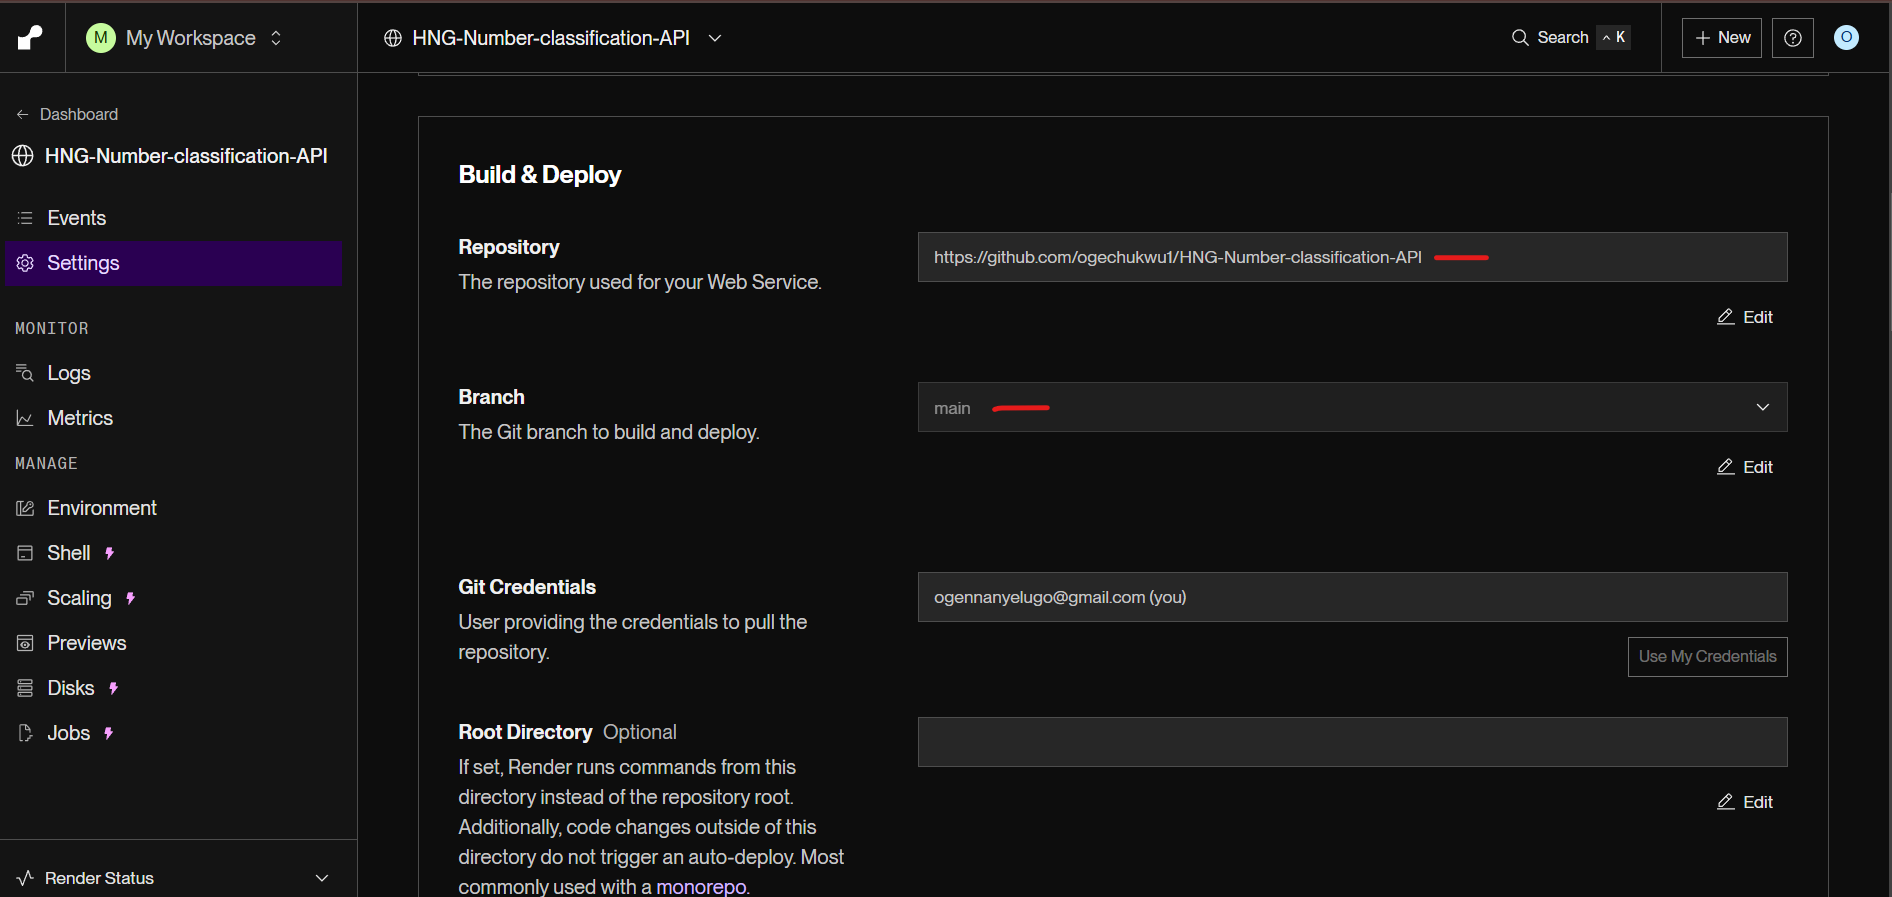 M My Workspace
HNG-Number-classification-API
Search ^ K
+ New
O
← Dashboard
HNG-Number-classification-API
Events
Settings
MONITOR
Logs
Metrics
MANAGE
Environment
Shell
Scaling
Previews
Disks
Jobs
Render Status
Build & Deploy
Repository
The repository used for your Web Service.
https://github.com/ogechukwu1/HNG-Number-classification-API
Edit
Branch
The Git branch to build and deploy.
main
Edit
Git Credentials
User providing the credentials to pull the
repository.
ogennanyelugo@gmail.com (you)
Use My Credentials
Root Directory Optional
If set, Render runs commands from this
directory instead of the repository root.
Additionally, code changes outside of this
directory do not trigger an auto-deploy. Most
commonly used with a monorepo.
Edit